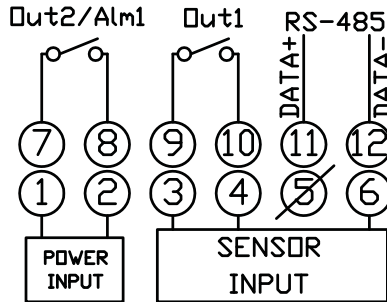 Out2/Alm1 Out1 RS-485
DATA+ DATA-
7 8 9 10 11 12
1 2 3 4 5 6
POWER INPUT
SENSOR INPUT